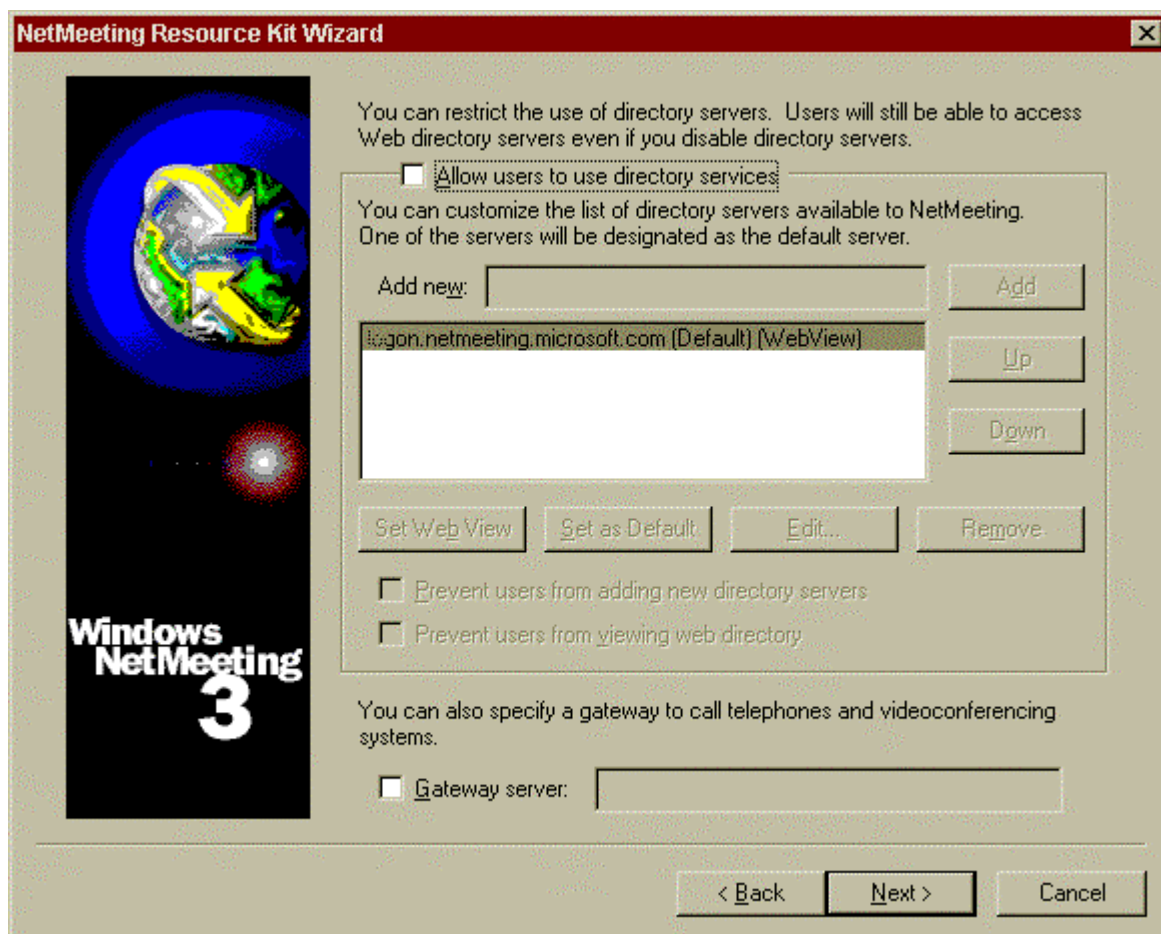 NetMeeting Resource Kit Wizard
You can restrict the use of directory servers. Users will still be able to access
Web directory servers even if you disable directory servers.
Allow users to use directory services
You can customize the list of directory servers available to NetMeeting.
One of the servers will be designated as the default server.
Add new:
Add
logon.netmeeting.microsoft.com (Default) (WebView)
Up
Down
Set Web View
Set as Default
Edit...
Remove
Prevent users from adding new directory servers
Prevent users from viewing web directory
Windows
NetMeeting
3
You can also specify a gateway to call telephones and videoconferencing
systems.
Gateway server:
< Back
Next >
Cancel